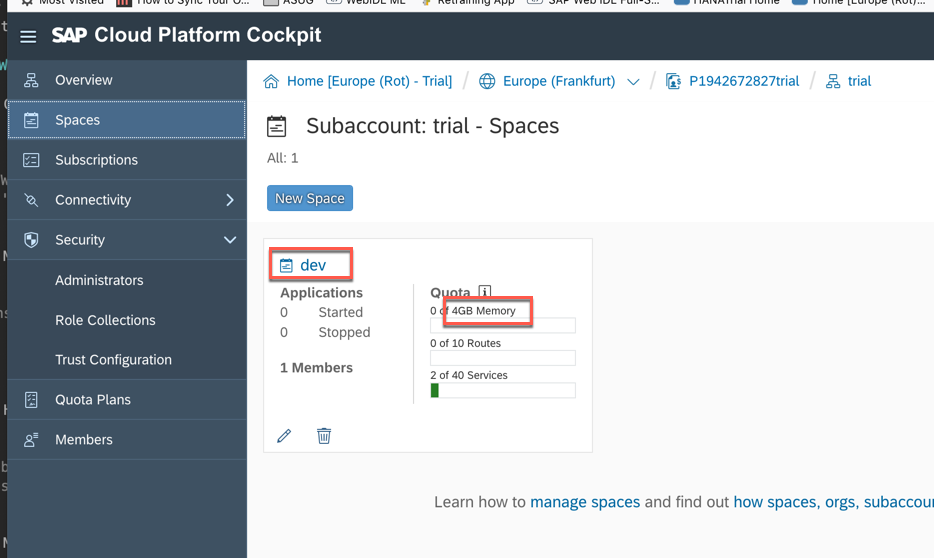 Most Visited
How to Sync Your O...
ASUG
WebIDE ME
Retraining App
SAP Web IDE Full-S...
HANATrial Home
Home [Europe (Rot)...
SAP Cloud Platform Cockpit
Overview
Spaces
Subscriptions
Connectivity
Security
Administrators
Role Collections
Trust Configuration
Quota Plans
Members
Home [Europe (Rot) - Trial] / Europe (Frankfurt) / P1942672827trial / trial
Subaccount: trial - Spaces
All: 1
New Space
dev
Applications
0 Started
0 Stopped
1 Members
Quota i
0 of 4GB Memory
0 of 10 Routes
2 of 40 Services
Learn how to manage spaces and find out how spaces, orgs, subaccou